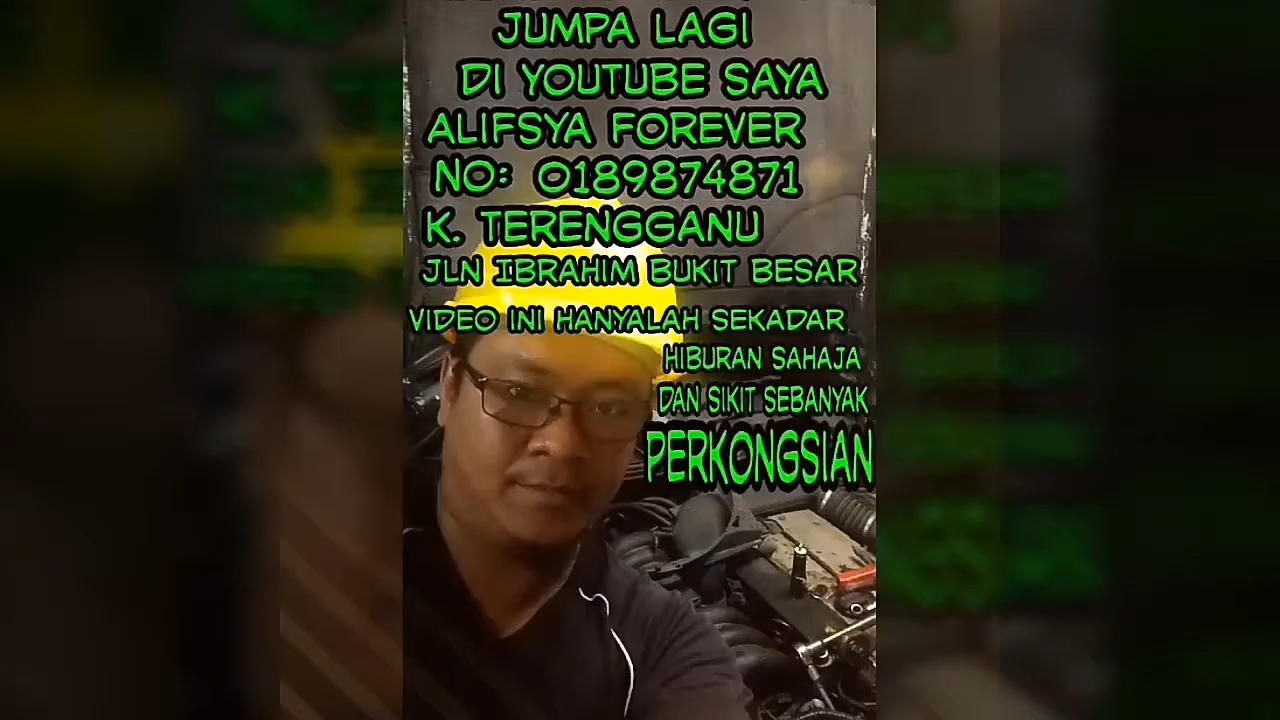 JUMPA LAGI
DI YOUTUBE SAYA
ALIFSYA FOREVER
NO: 0189874871
K. TERENGGANU
JLN IBRAHIM BUKIT BESAR
VIDEO INI HANYALAH SEKADAR
HIBURAN SAHAJA
DAN SIKIT SEBANYAK
PERKONGSIAN